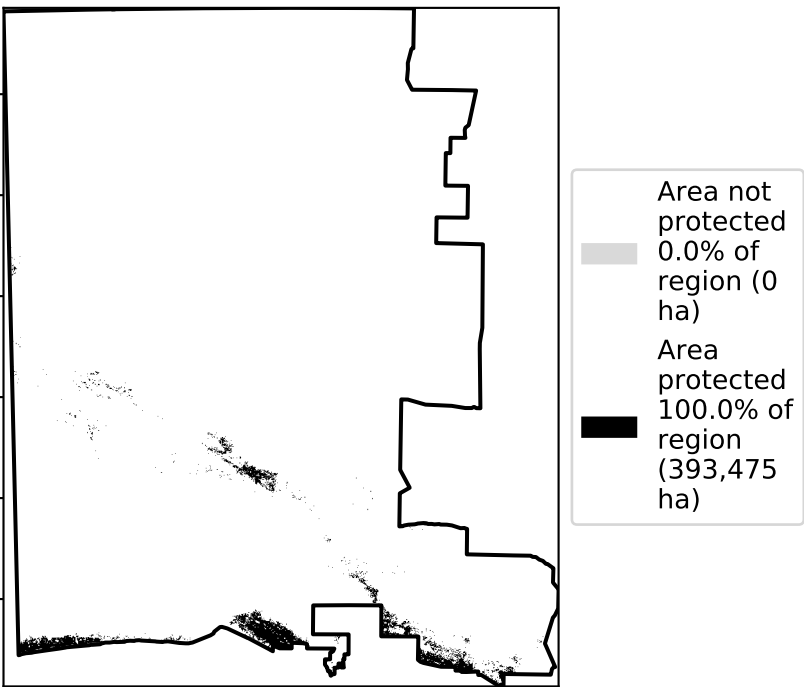 Area not
protected
0.0% of
region (0
ha)
Area
protected
100.0% of
region
(393,475
ha)